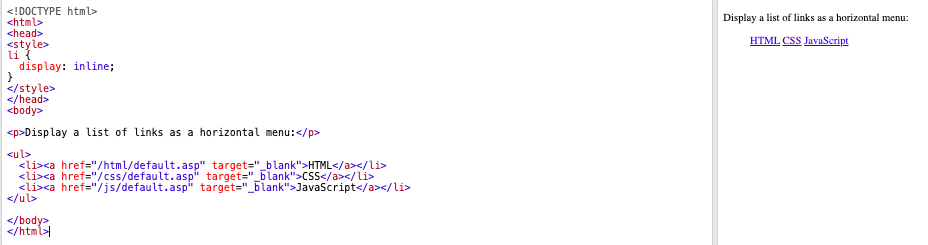 <!DOCTYPE html>
<html>
<head>
<style>
li {
  display: inline;
}
</style>
</head>
<body>

<p>Display a list of links as a horizontal menu:</p>

<ul>
  <li><a href="/html/default.asp" target="_blank">HTML</a></li>
  <li><a href="/css/default.asp" target="_blank">CSS</a></li>
  <li><a href="/js/default.asp" target="_blank">JavaScript</a></li>
</ul>

</body>
</html>
Display a list of links as a horizontal menu:
HTML CSS JavaScript